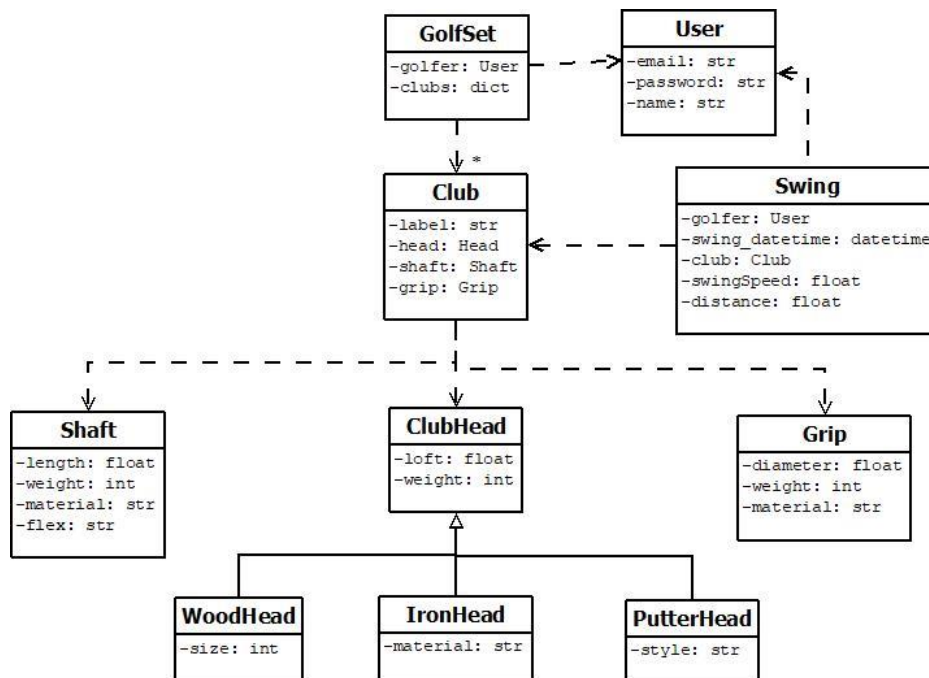 GolfSet
-golfer: User
-clubs: dict
User
-email: str
-password: str
-name: str
*
Club
-label: str
-head: Head
-shaft: Shaft
-grip: Grip
Swing
-golfer: User
-swing_datetime: datetime
-club: Club
-swingSpeed: float
-distance: float
Shaft
-length: float
-weight: int
-material: str
-flex: str
ClubHead
-loft: float
-weight: int
Grip
-diameter: float
-weight: int
-material: str
WoodHead
-size: int
IronHead
-material: str
PutterHead
-style: str